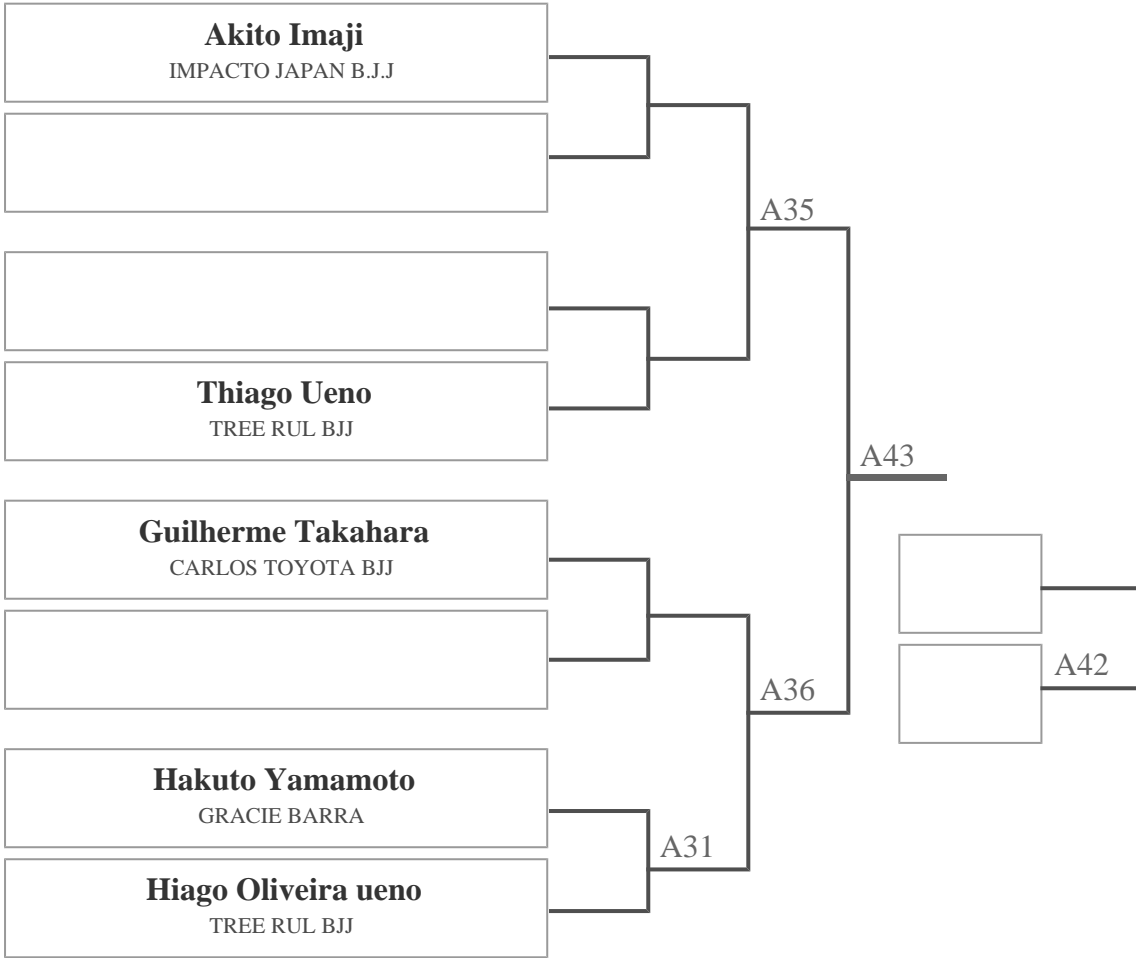 Akito Imaji
IMPACTO JAPAN B.J.J
A35
Thiago Ueno
TREE RUL BJJ
A43
Guilherme Takahara
CARLOS TOYOTA BJJ
A42
A36
Hakuto Yamamoto
GRACIE BARRA
A31
Hiago Oliveira ueno
TREE RUL BJJ